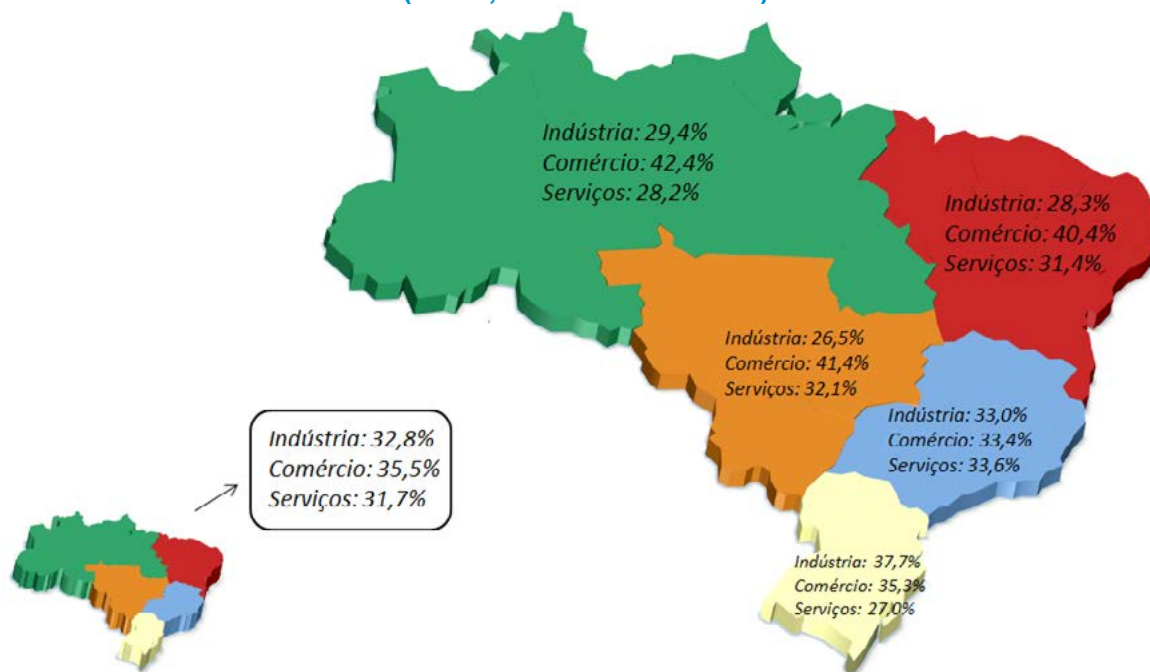 Indústria: 29,4%
Comércio: 42,4%
Serviços: 28,2%
Indústria: 28,3%
Comércio: 40,4%
Serviços: 31,4%
Indústria: 26,5%
Comércio: 41,4%
Serviços: 32,1%
Indústria: 33,0%
Comércio: 33,4%
Serviços: 33,6%
Indústria: 32,8%
Comércio: 35,5%
Serviços: 31,7%
Indústria: 37,7%
Comércio: 35,3%
Serviços: 27,0%